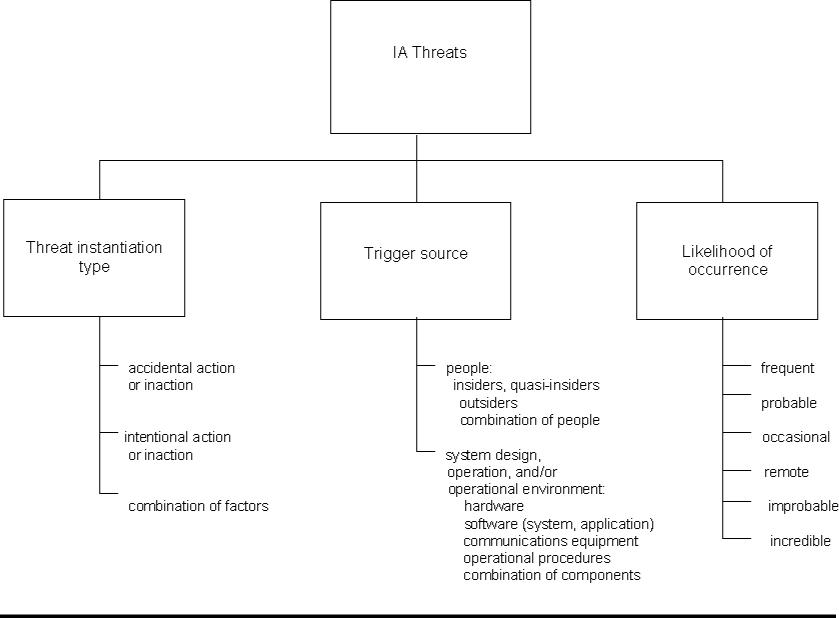 IA Threats
Threat instantiation
type
Trigger source
Likelihood of
occurrence
accidental action
or inaction
intentional action
or inaction
combination of factors
people:
insiders, quasi-insiders
outsiders
combination of people
system design,
operation, and/or
operational environment:
hardware
software (system, application)
communications equipment
operational procedures
combination of components
frequent
probable
occasional
remote
improbable
incredible